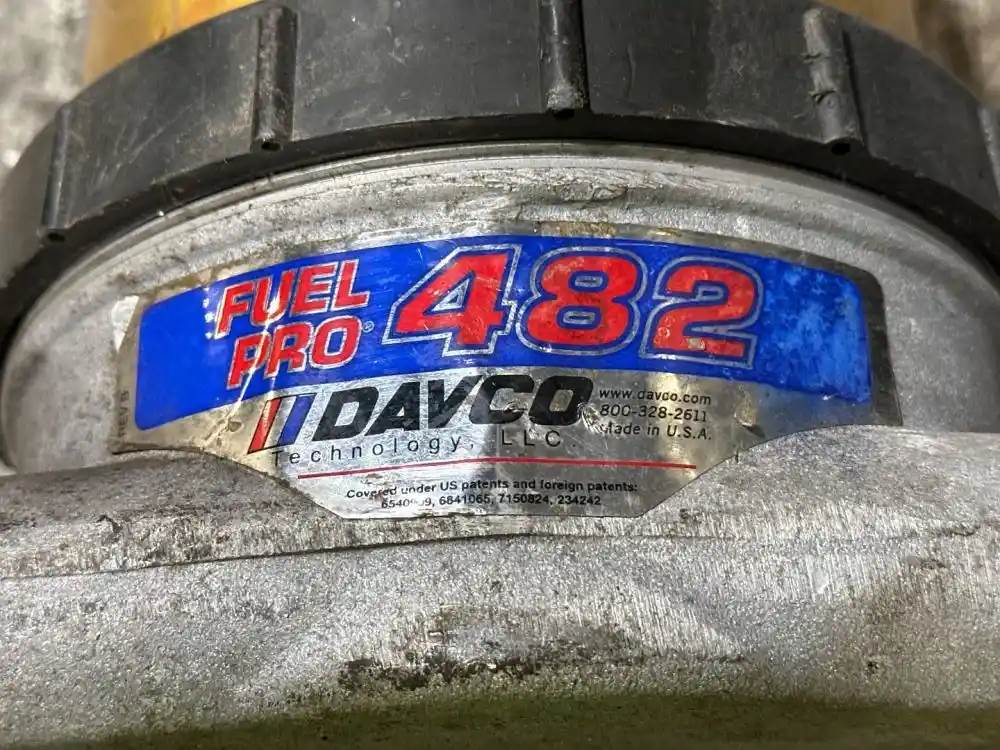 FUEL
PRO® 482
DAVCO
Technology, LLC.
www.davco.com
800-328-2611
Made in U.S.A.
Covered under US patents and foreign patents:
6841065, 7150824, 234242